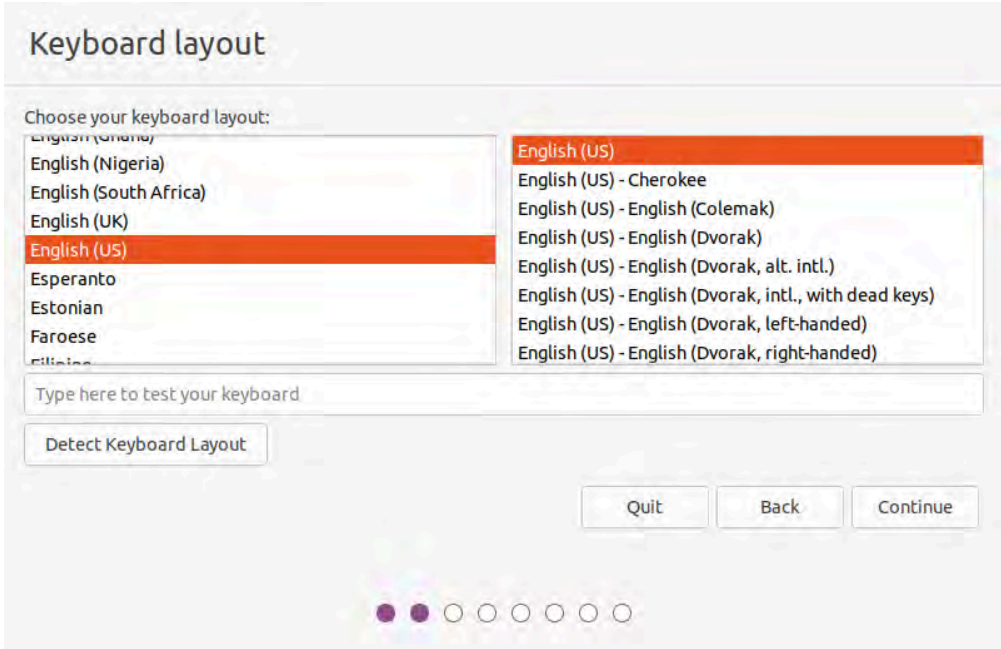 Keyboard layout
Choose your keyboard layout:
English (Ghana)
English (Nigeria)
English (South Africa)
English (UK)
English (US)
Esperanto
Estonian
Faroese
Filipino
English (US)
English (US) - Cherokee
English (US) - English (Colemak)
English (US) - English (Dvorak)
English (US) - English (Dvorak, alt. intl.)
English (US) - English (Dvorak, intl., with dead keys)
English (US) - English (Dvorak, left-handed)
English (US) - English (Dvorak, right-handed)
Type here to test your keyboard
Detect Keyboard Layout
Quit
Back
Continue